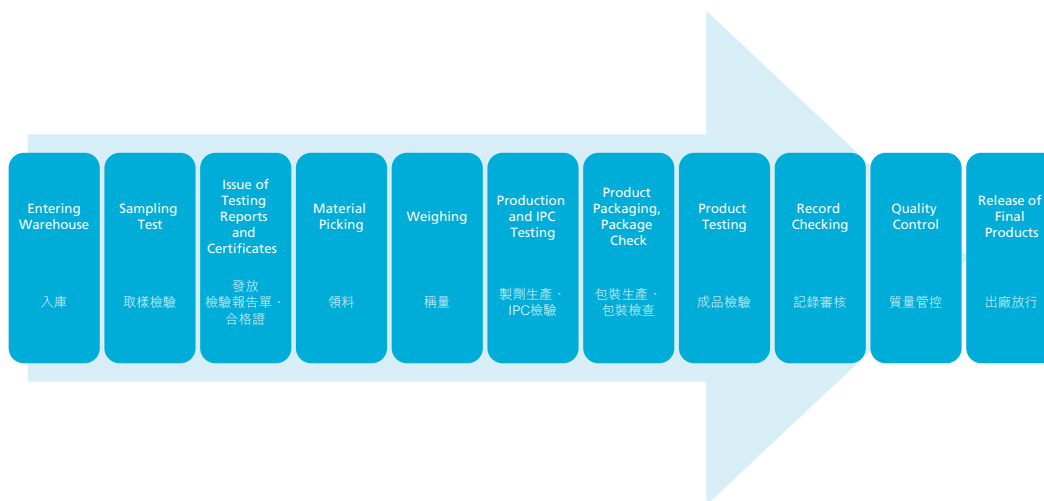 Entering
Warehouse
入庫
Sampling
Test
取樣檢驗
Issue of
Testing
Reports
and
Certificates
發放
檢驗報告單、
合格證
Material
Picking
領料
Weighing
稱量
Production
and IPC
Testing
製劑生產、
IPC檢驗
Product
Packaging,
Package
Check
包裝生產、
包裝檢查
Product
Testing
成品檢驗
Record
Checking
記錄審核
Quality
Control
質量管控
Release of
Final
Products
出廠放行